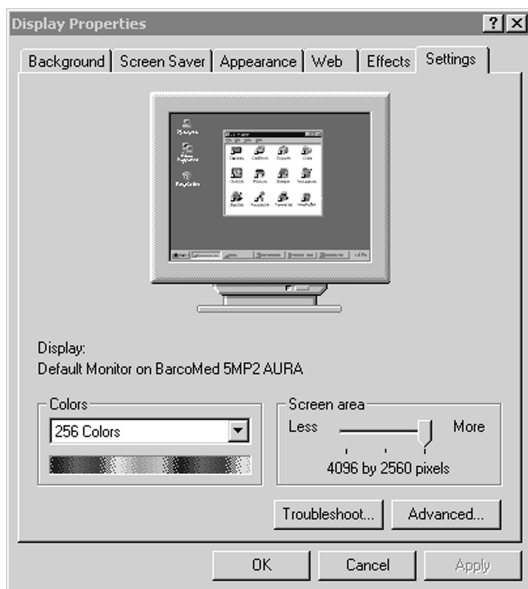 Display Properties
Background Screen Saver Appearance Web Effects Settings
Display:
Default Monitor on BarcoMed 5MP2 AURA
Colors
256 Colors
Screen area
Less More
4096 by 2560 pixels
Troubleshoot... Advanced...
OK Cancel Apply